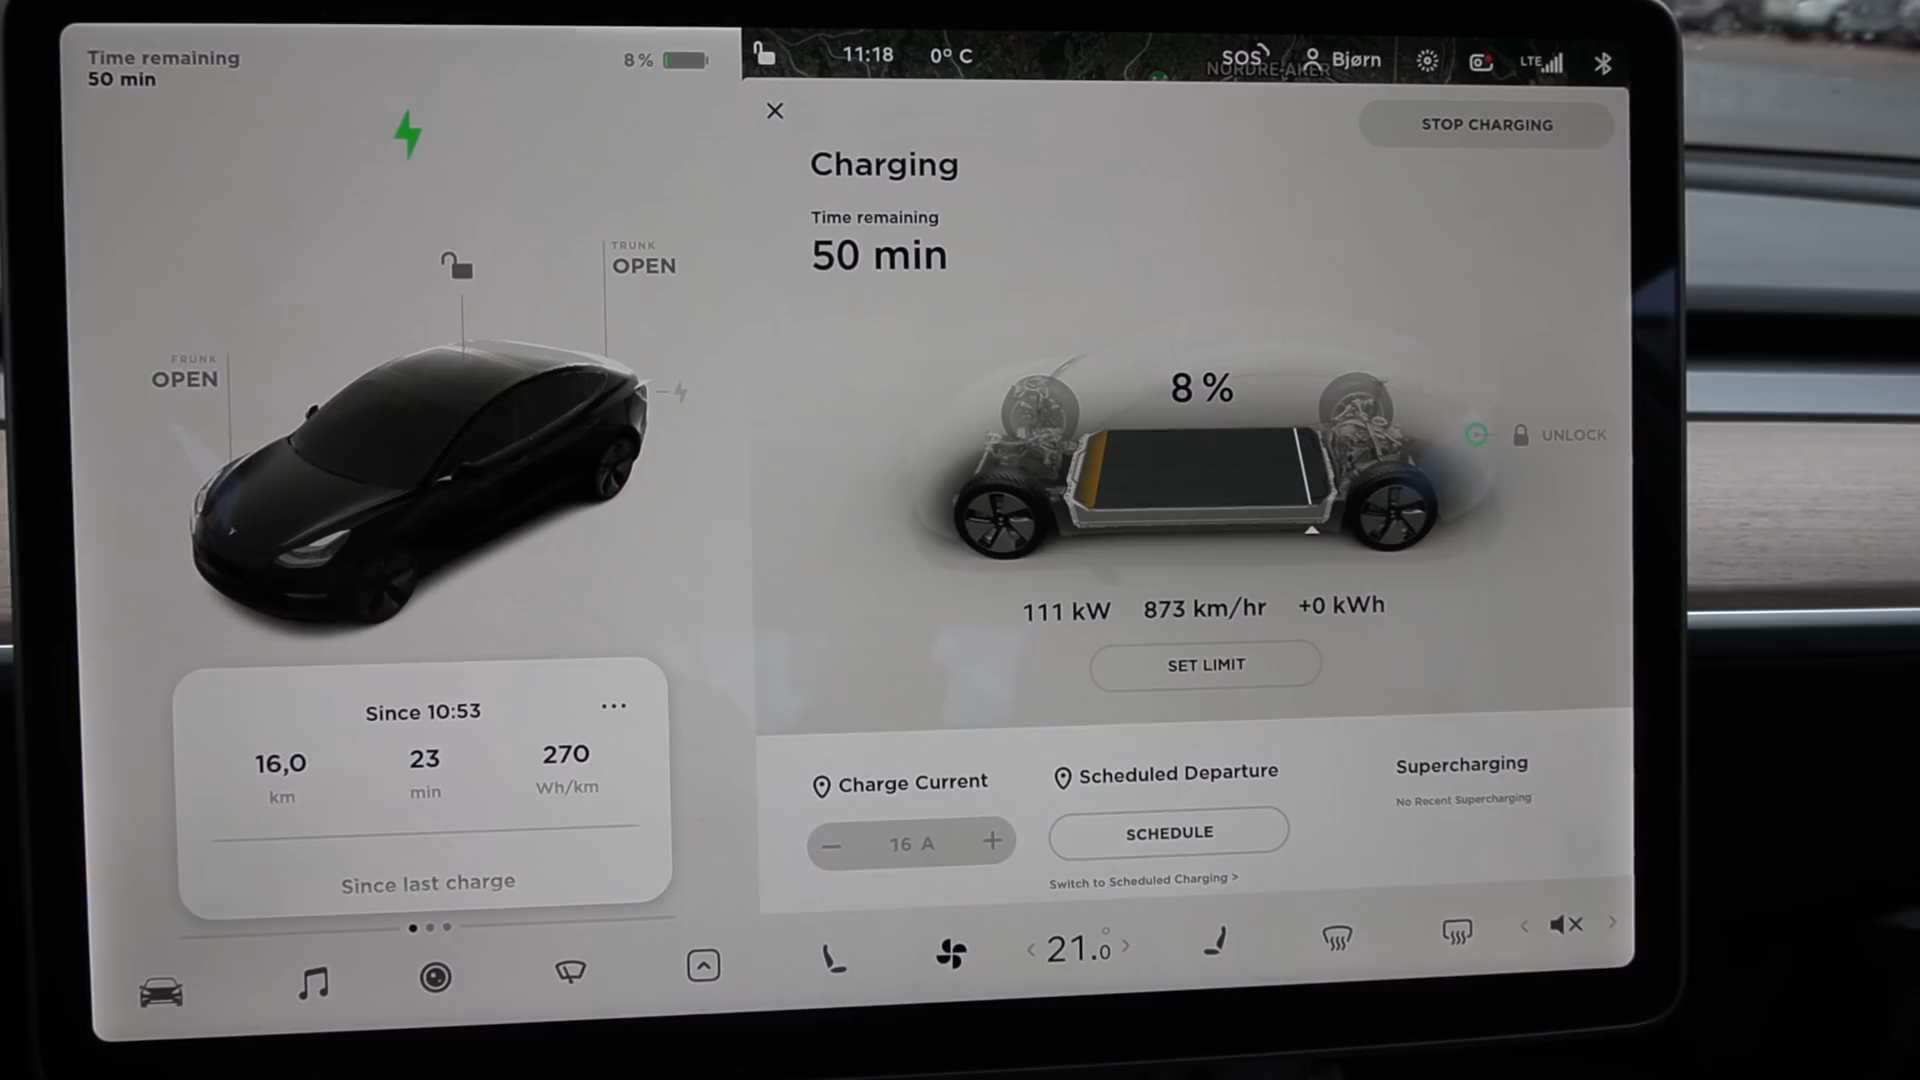 Time remaining
50 min
8 %
11:18
0° C
SOS
NORDRE-AKER
Bjørn
LTE
STOP CHARGING
Charging
Time remaining
50 min
TRUNK
OPEN
FRUNK
OPEN
8 %
UNLOCK
111 kW
873 km/hr
+0 kWh
SET LIMIT
Since 10:53
...
16,0
km
23
min
270
Wh/km
Since last charge
Charge Current
− 16 A +
Scheduled Departure
SCHEDULE
Switch to Scheduled Charging >
Supercharging
No Recent Supercharging
< 21.0° >